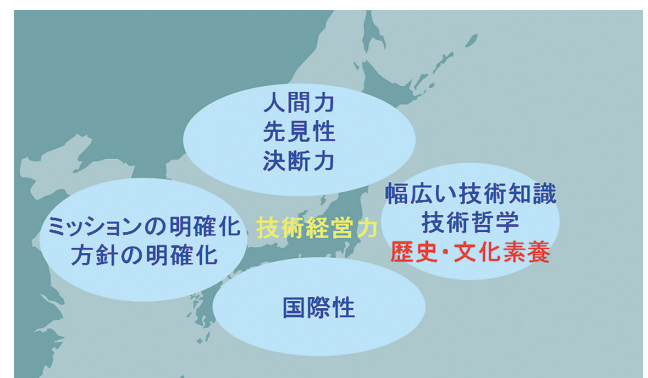 人間力
先見性
決断力
ミッションの明確化
方針の明確化
技術経営力
幅広い技術知識
技術哲学
歴史・文化素養
国際性